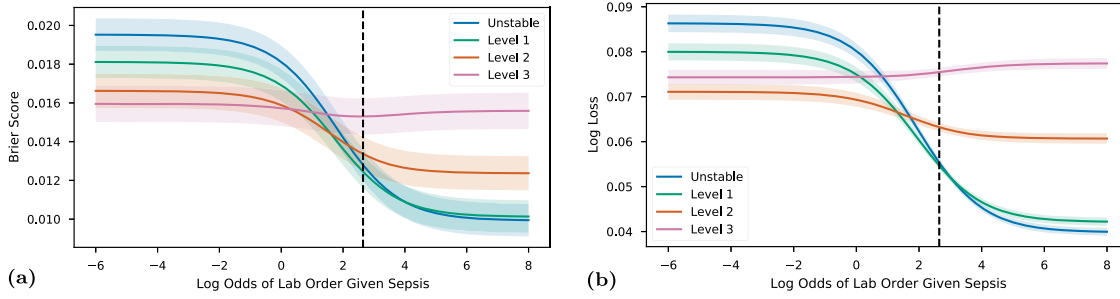 0.020
0.018
0.016
0.014
0.012
0.010
Brier Score
Unstable
Level 1
Level 2
Level 3
−6 −4 −2 0 2 4 6 8
Log Odds of Lab Order Given Sepsis
(a)
0.09
0.08
0.07
0.06
0.05
0.04
Log Loss
Unstable
Level 1
Level 2
Level 3
−6 −4 −2 0 2 4 6 8
Log Odds of Lab Order Given Sepsis
(b)